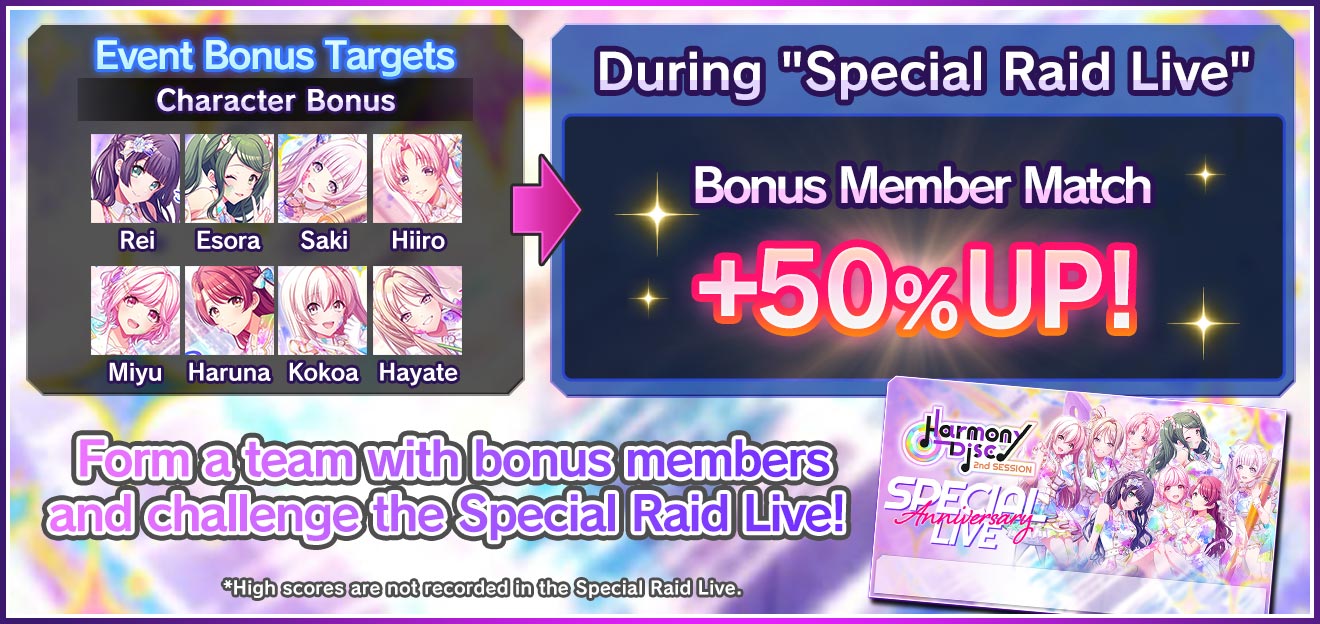 Event Bonus Targets
Character Bonus
Rei Esora Saki Hiiro
Miyu Haruna Kokoa Hayate
During "Special Raid Live"
Bonus Member Match
+50%UP!
Form a team with bonus members
and challenge the Special Raid Live!
*High scores are not recorded in the Special Raid Live.
Harmony
Disc
2nd SESSION
SPECIAL
Anniversary
LIVE